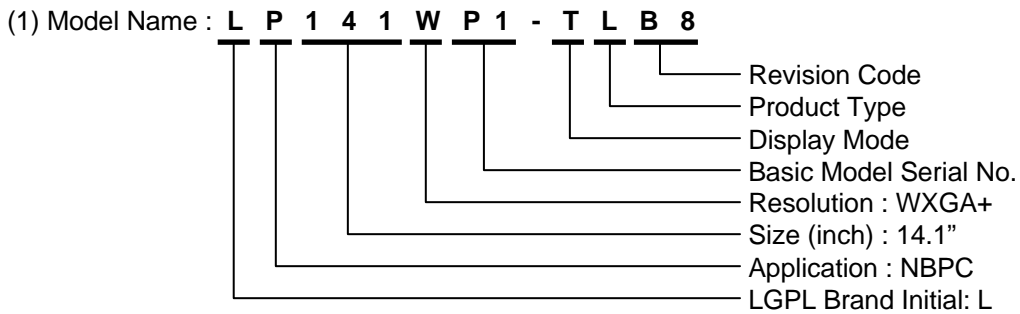 (1) Model Name : L P 1 4 1 W P 1 - T L B 8
Revision Code
Product Type
Display Mode
Basic Model Serial No.
Resolution : WXGA+
Size (inch) : 14.1”
Application : NBPC
LGPL Brand Initial: L